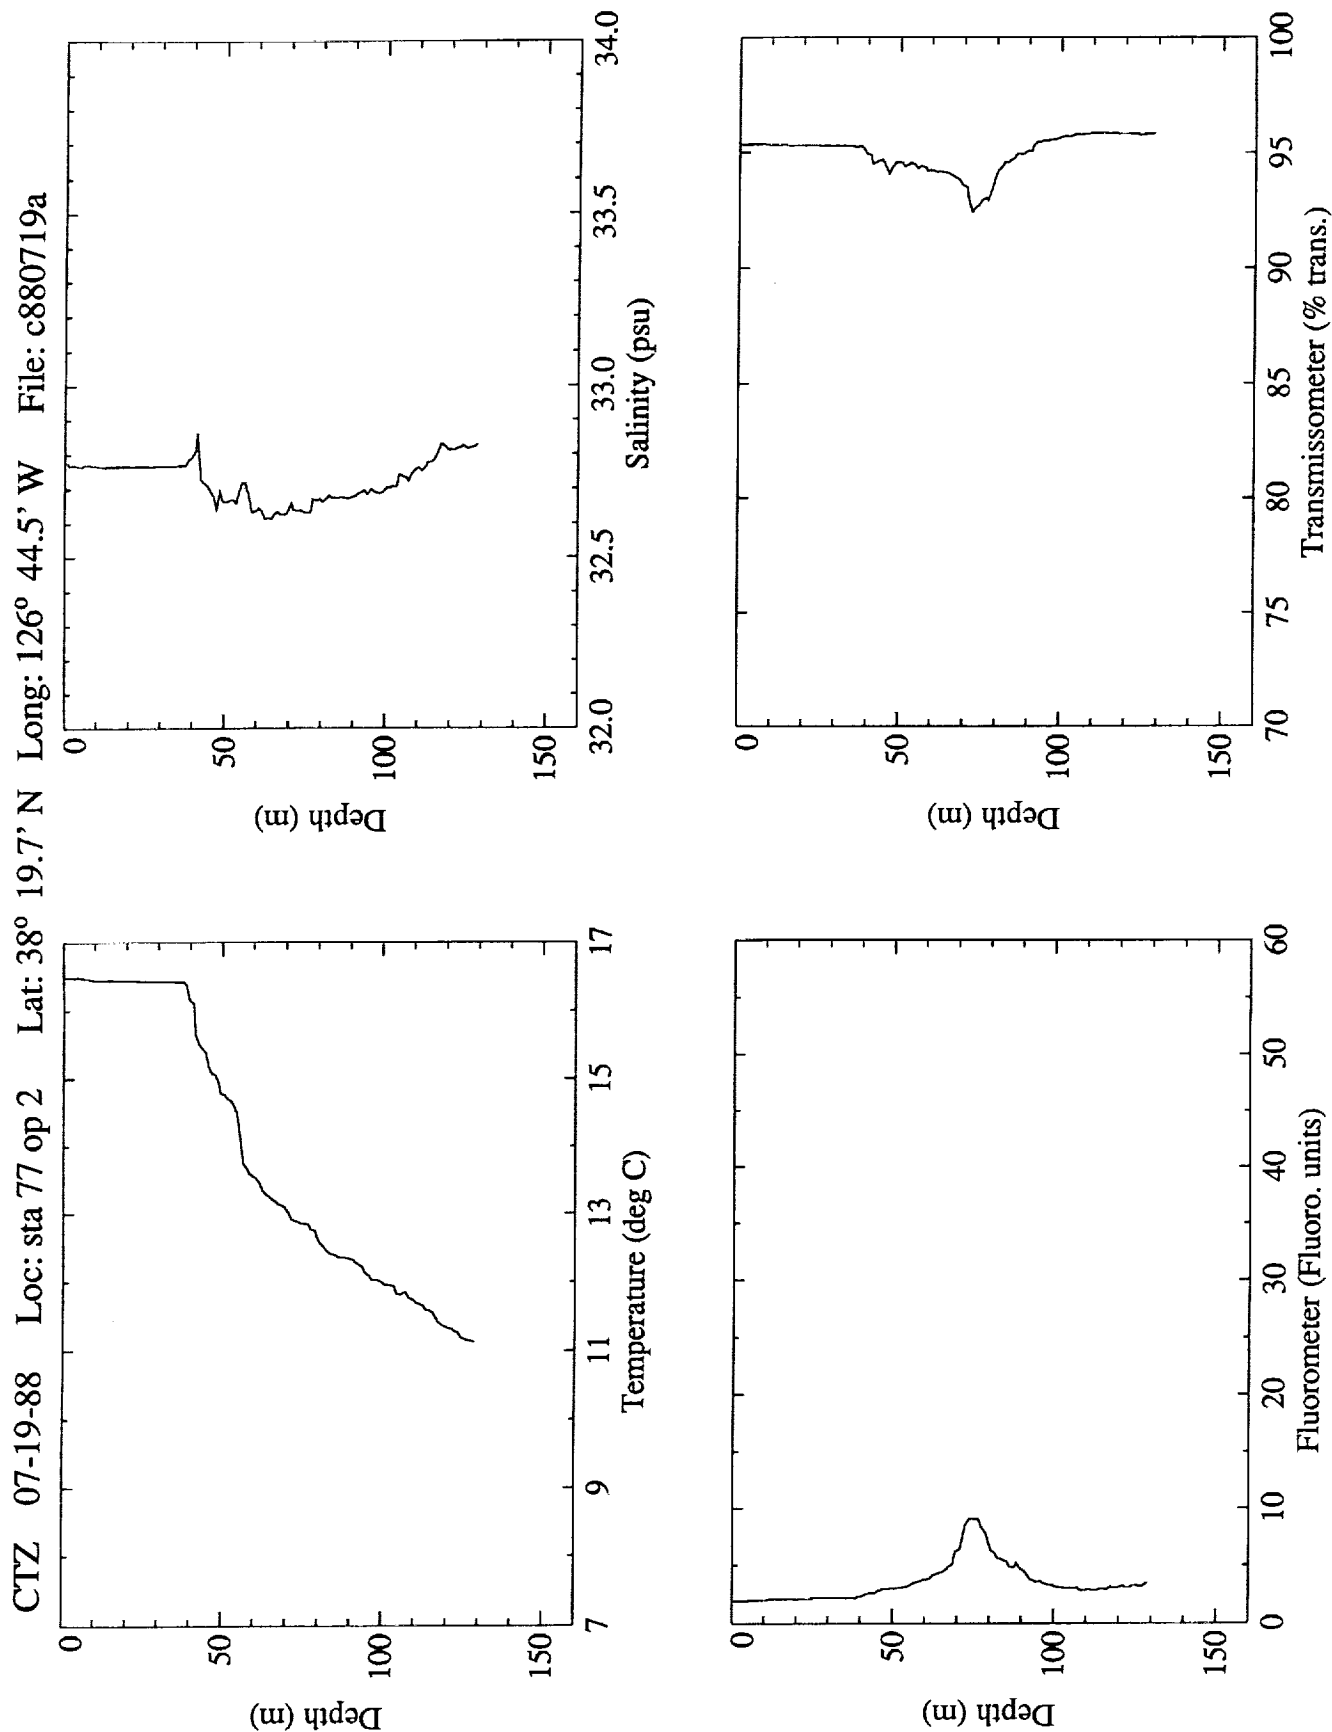 CTZ 07-19-88 Loc: sta 77 op 2 Lat: 38° 19.7' N Long: 126° 44.5' W File: c880719a
Depth (m)
0
50
100
150
7 9 11 13 15 17
Temperature (deg C)
Depth (m)
0
50
100
150
32.0 32.5 33.0 33.5 34.0
Salinity (psu)
Depth (m)
0
50
100
150
0 10 20 30 40 50 60
Fluorometer (Fluoro. units)
Depth (m)
0
50
100
150
70 75 80 85 90 95 100
Transmissometer (% trans.)